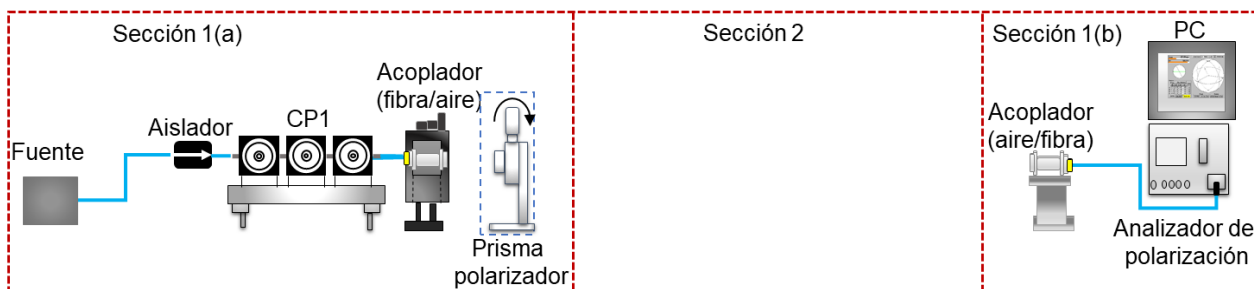 Sección 1(a)
Fuente
Aislador
CP1
Acoplador
(fibra/aire)
Prisma
polarizador
Sección 2
Sección 1(b)
PC
Acoplador
(aire/fibra)
Analizador de
polarización